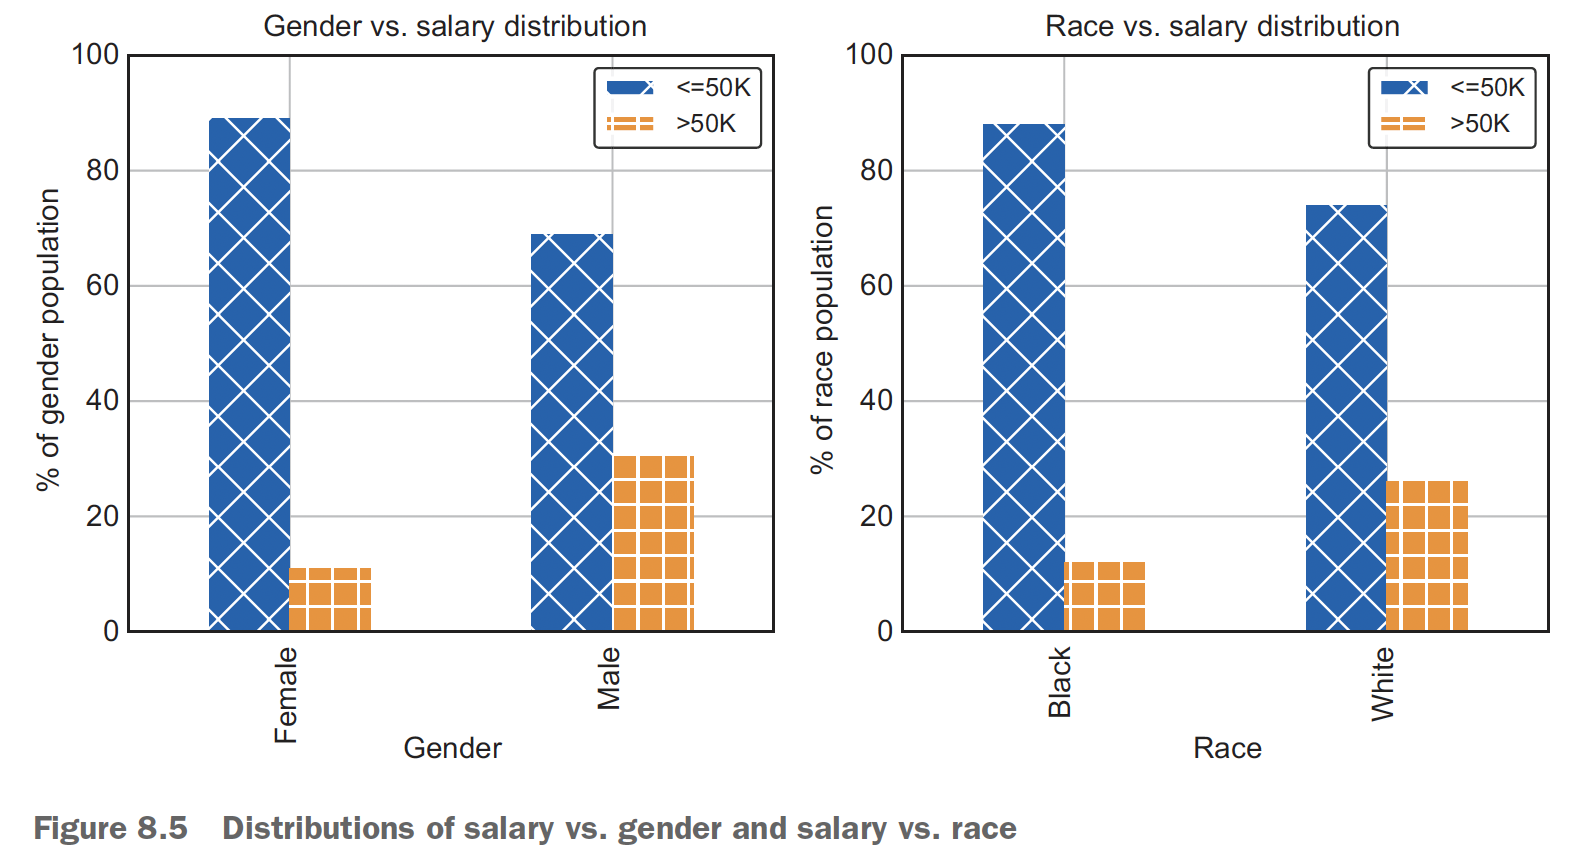 Gender vs. salary distribution
100
80
60
40
20
0
% of gender population
<=50K
>50K
Female
Male
Gender
Race vs. salary distribution
100
80
60
40
20
0
% of race population
<=50K
>50K
Black
White
Race
Figure 8.5 Distributions of salary vs. gender and salary vs. race